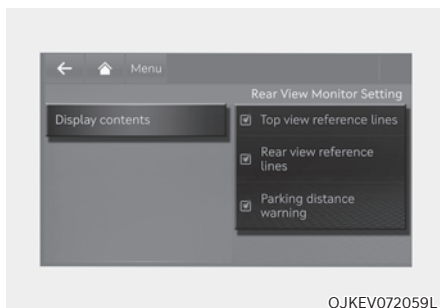 Menu
Rear View Monitor Setting
Display contents
Top view reference lines
Rear view reference
lines
Parking distance
warning
OJKEV072059L